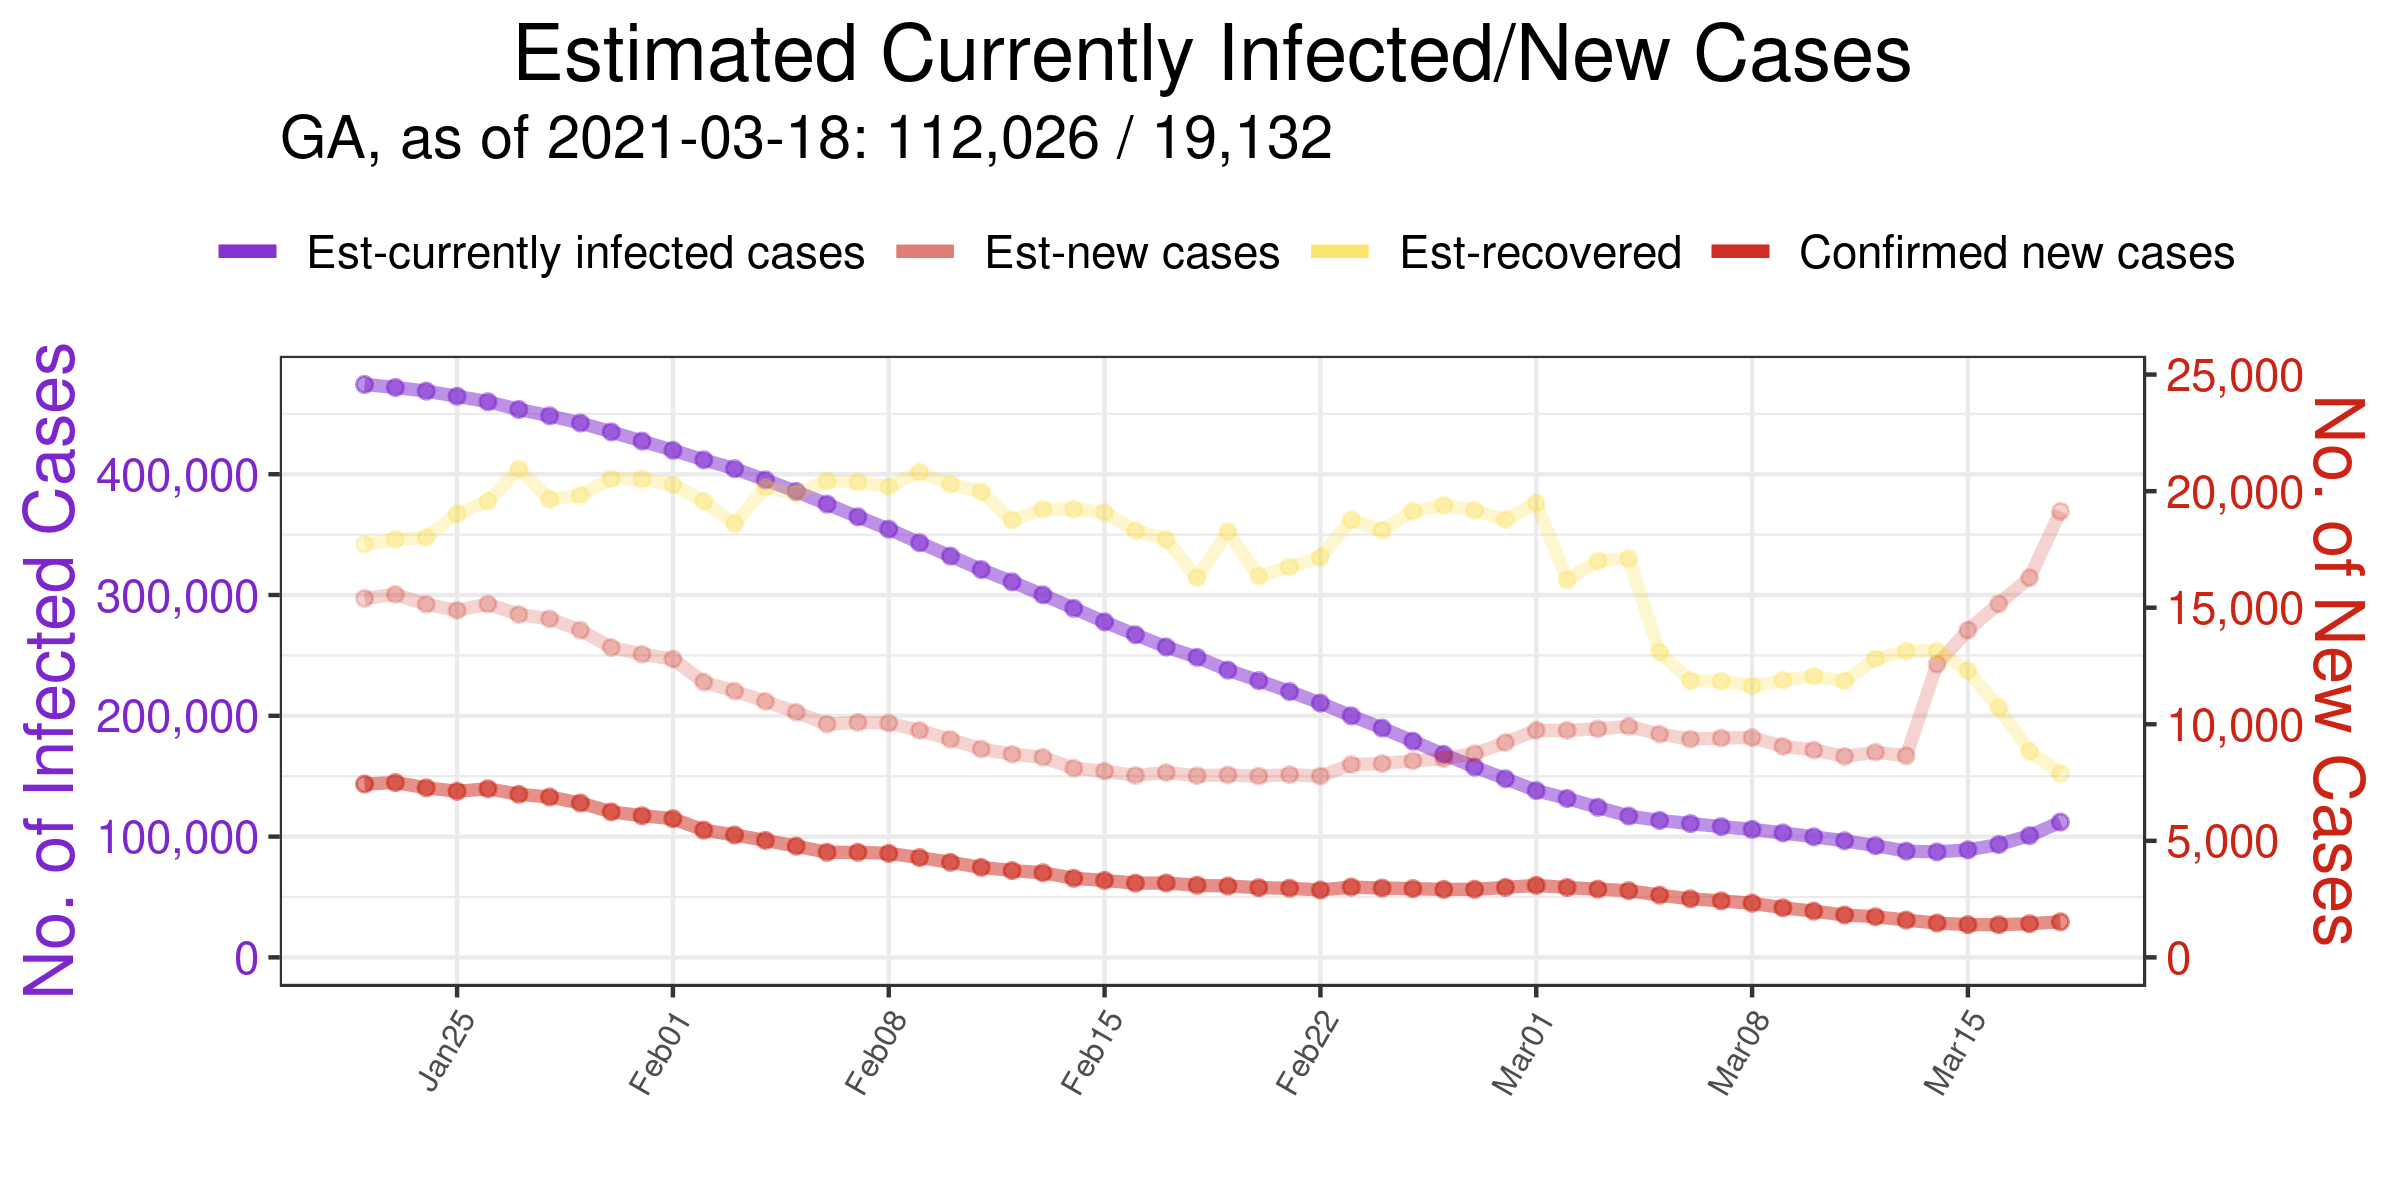 Estimated Currently Infected/New Cases
GA, as of 2021-03-18: 112,026 / 19,132
Est-currently infected cases Est-new cases Est-recovered Confirmed new cases
No. of Infected Cases
400,000
300,000
200,000
100,000
0
25,000
20,000
15,000
10,000
5,000
0
No. of New Cases
Jan25 Feb01 Feb08 Feb15 Feb22 Mar01 Mar08 Mar15